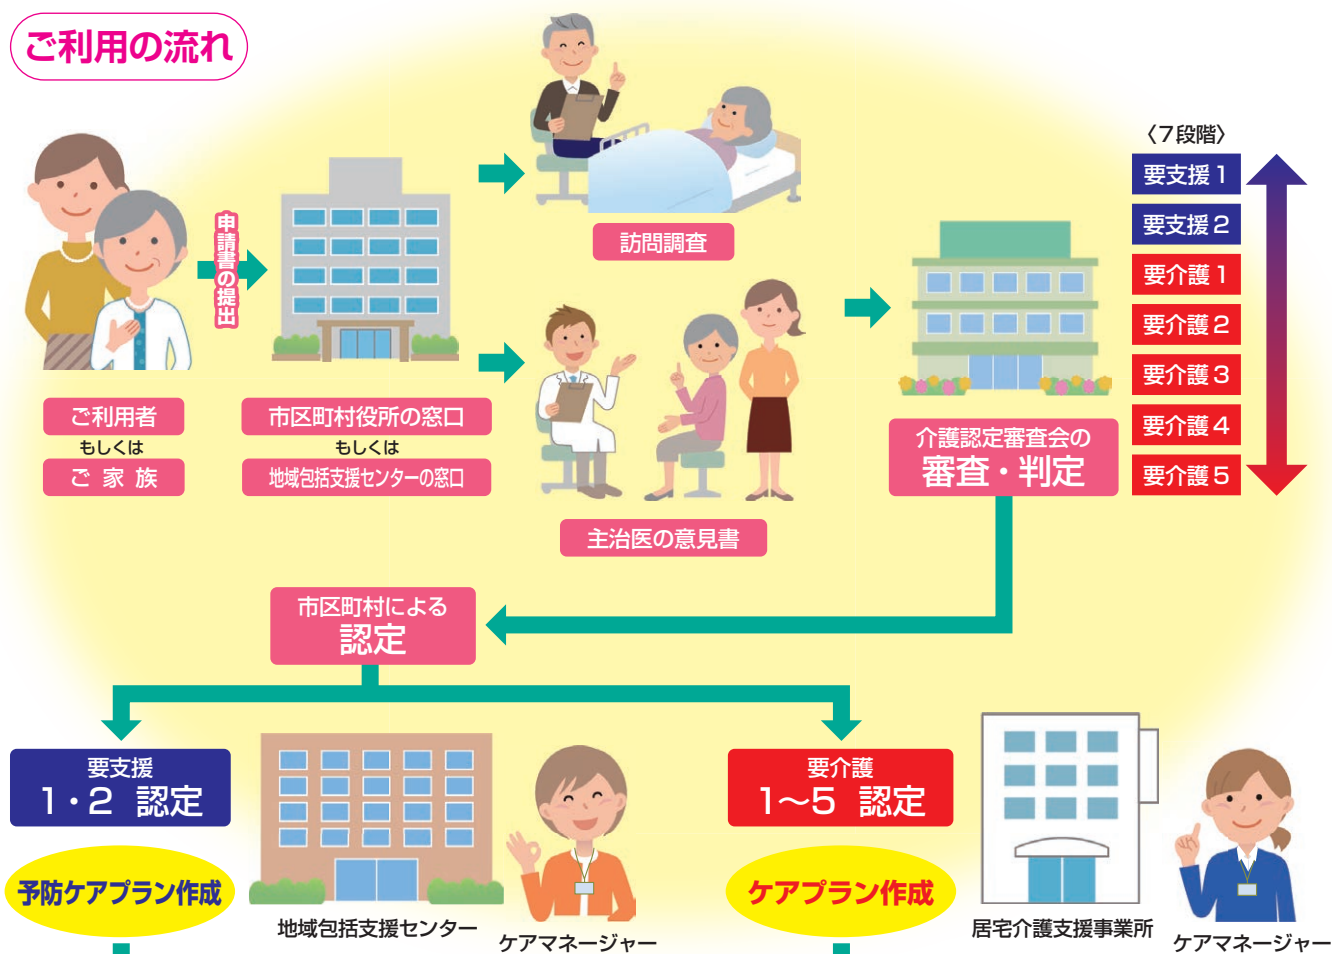 ご利用の流れ
ご利用者
もしくは
ご家族
申請書の提出
市区町村役所の窓口
もしくは
地域包括支援センターの窓口
訪問調査
主治医の意見書
介護認定審査会の
審査・判定
〈7段階〉
要支援1
要支援2
要介護1
要介護2
要介護3
要介護4
要介護5
市区町村による
認定
要支援
1・2 認定
予防ケアプラン作成
地域包括支援センター
ケアマネージャー
要介護
1〜5 認定
ケアプラン作成
居宅介護支援事業所
ケアマネージャー